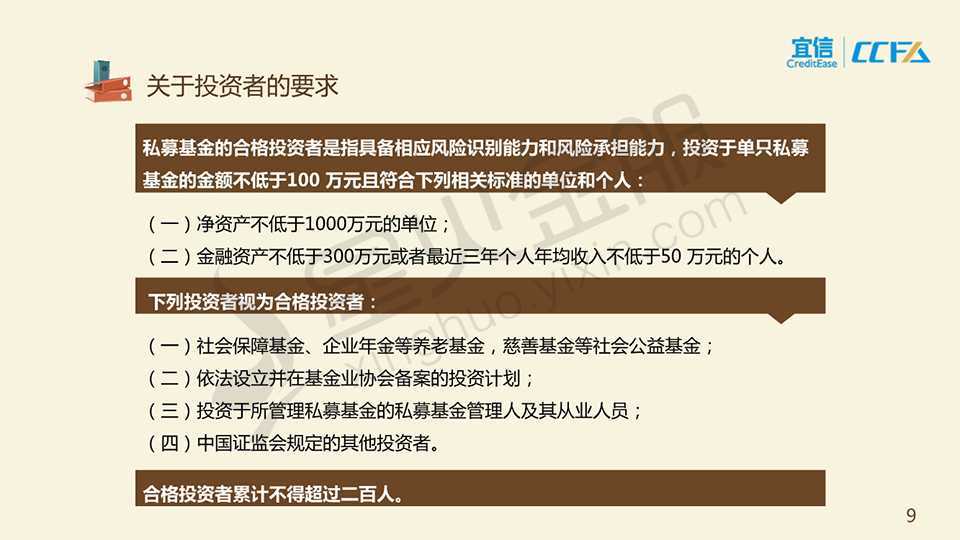 宜信
CreditEase
CCFA
关于投资者的要求
私募基金的合格投资者是指具备相应风险识别能力和风险承担能力，投资于单只私募
基金的金额不低于100 万元且符合下列相关标准的单位和个人：
（一）净资产不低于1000万元的单位；
（二）金融资产不低于300万元或者最近三年个人年均收入不低于50 万元的个人。
下列投资者视为合格投资者：
（一）社会保障基金、企业年金等养老基金，慈善基金等社会公益基金；
（二）依法设立并在基金业协会备案的投资计划；
（三）投资于所管理私募基金的私募基金管理人及其从业人员；
（四）中国证监会规定的其他投资者。
合格投资者累计不得超过二百人。
星火金服
xinghuo.yixin.com
9